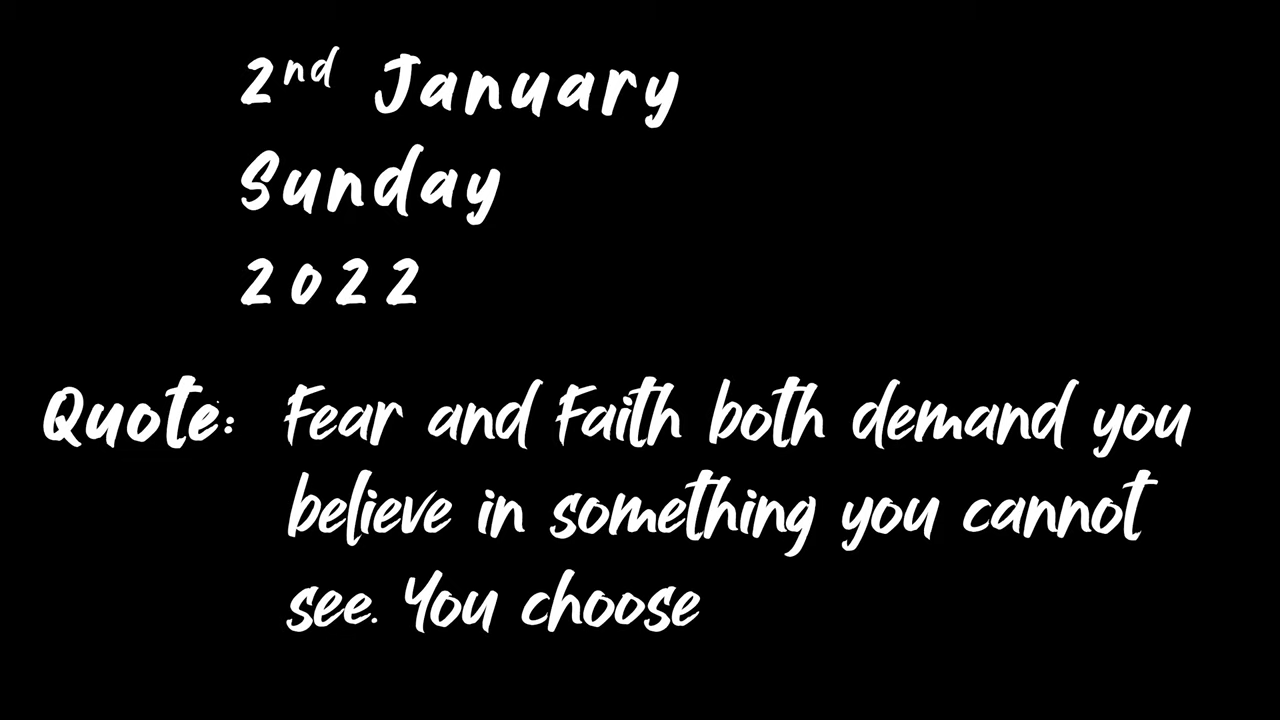 2nd January
Sunday
2022
Quote: Fear and Faith both demand you
believe in something you cannot
see. You choose